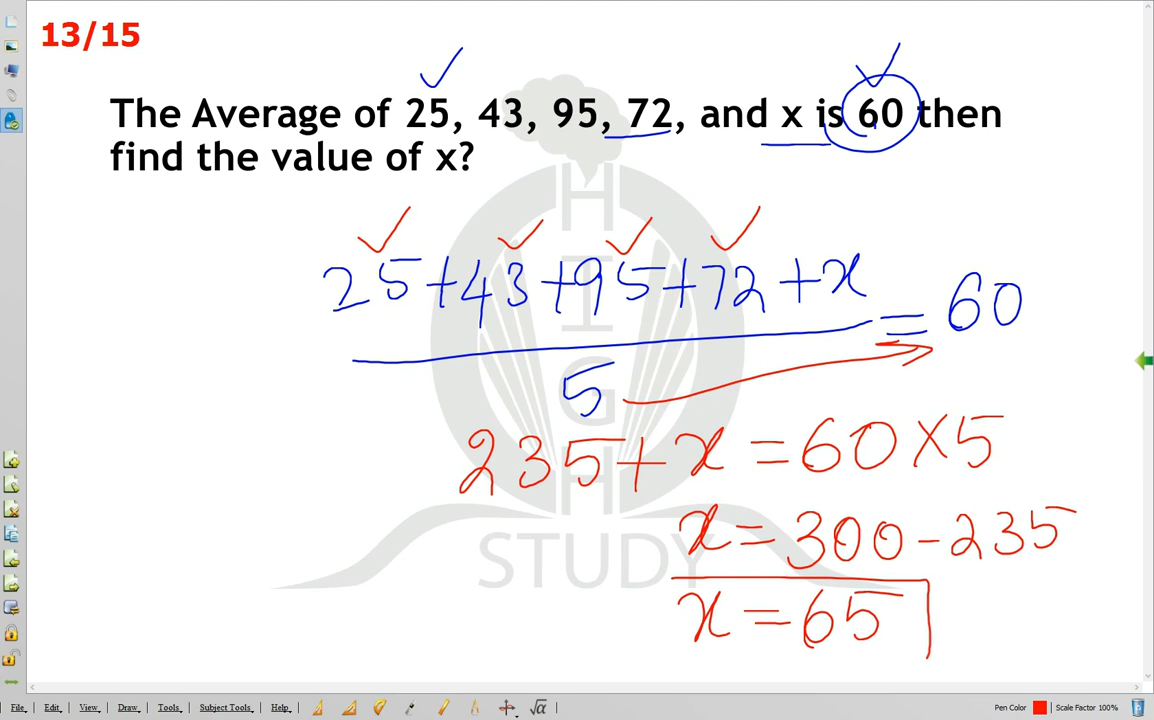 13/15
The Average of 25, 43, 95, 72, and x is 60 then
find the value of x?
25+43+95+72+x
= 60
5
235+x = 60×5
x = 300-235
x = 65
HIGH
STUDY
File, Edit, View, Draw, Tools, Subject Tools, Help, √α Pen Color Scale Factor 100%